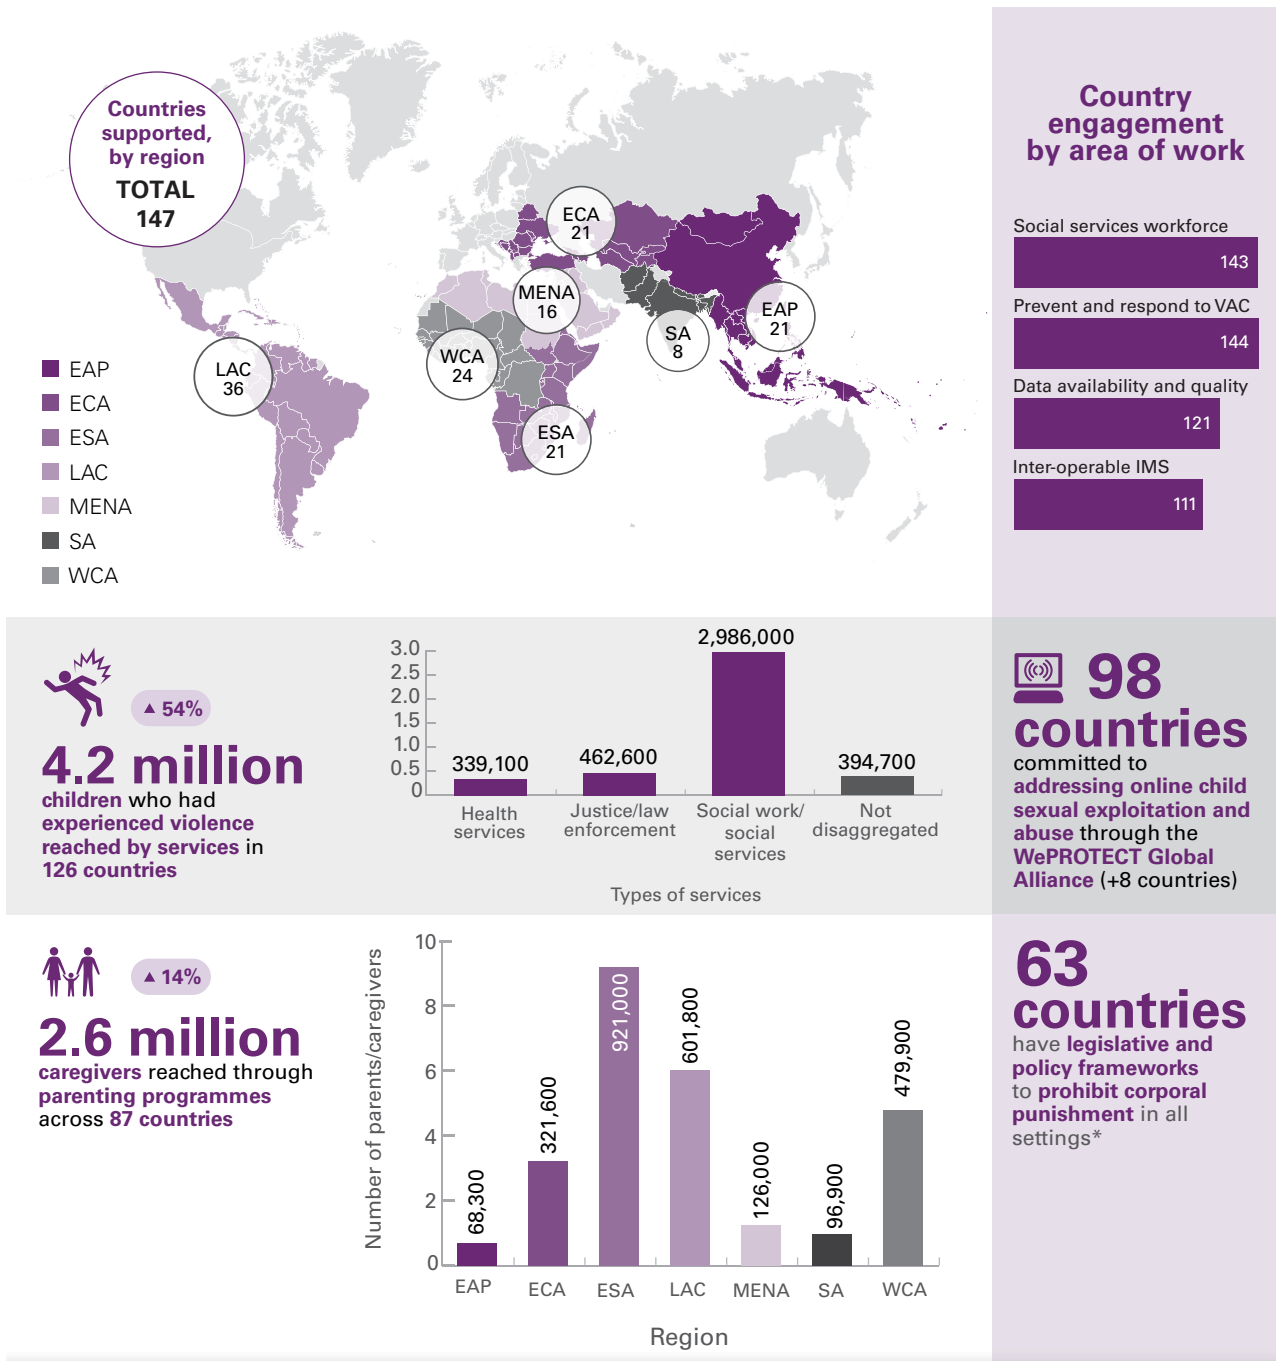 Countries
supported,
by region
TOTAL
147
ECA
21
MENA
16
EAP
21
SA
8
WCA
24
LAC
36
ESA
21
EAP
ECA
ESA
LAC
MENA
SA
WCA
Country
engagement
by area of work
Social services workforce
143
Prevent and respond to VAC
144
Data availability and quality
121
Inter-operable IMS
111
▲ 54%
4.2 million
children who had
experienced violence
reached by services in
126 countries
3.0
2.5
2.0
1.5
1.0
0.5
0
339,100
462,600
2,986,000
394,700
Health
services
Justice/law
enforcement
Social work/
social
services
Not
disaggregated
Types of services
98
countries
committed to
addressing online child
sexual exploitation and
abuse through the
WePROTECT Global
Alliance (+8 countries)
▲ 14%
2.6 million
caregivers reached through
parenting programmes
across 87 countries
Number of parents/caregivers
10
8
6
4
2
0
68,300
321,600
921,000
601,800
126,000
96,900
479,900
EAP
ECA
ESA
LAC
MENA
SA
WCA
Region
63
countries
have legislative and
policy frameworks
to prohibit corporal
punishment in all
settings*